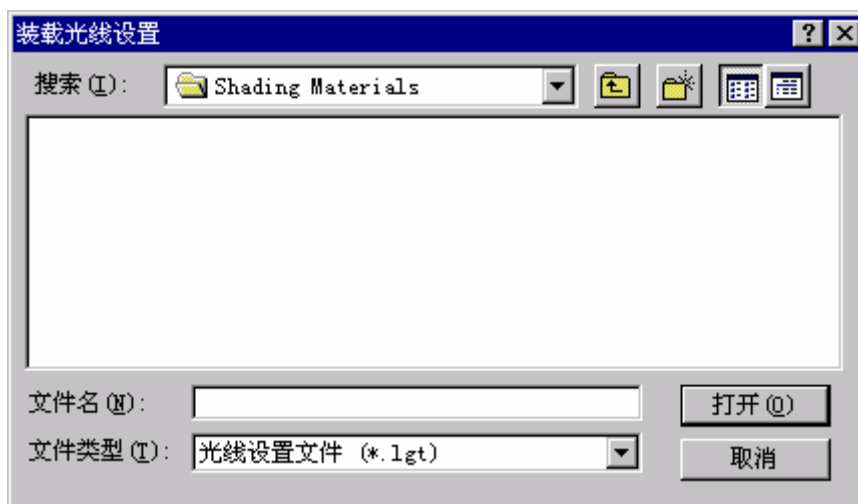 装载光线设置
搜索(I): Shading Materials
文件名(N):
打开(O)
文件类型(T): 光线设置文件 (*.lgt)
取消